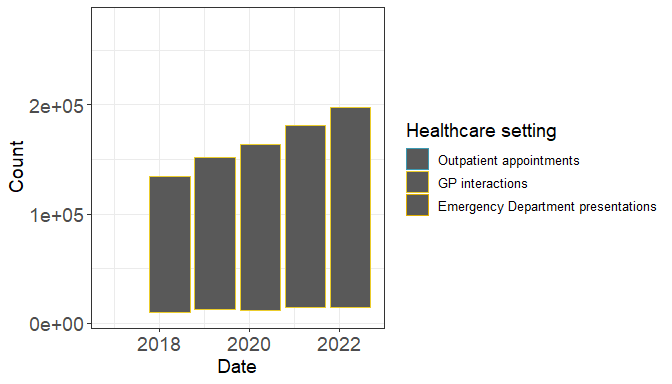 2e+05
1e+05
0e+00
Count
2018 2020 2022
Date
Healthcare setting
Outpatient appointments
GP interactions
Emergency Department presentations